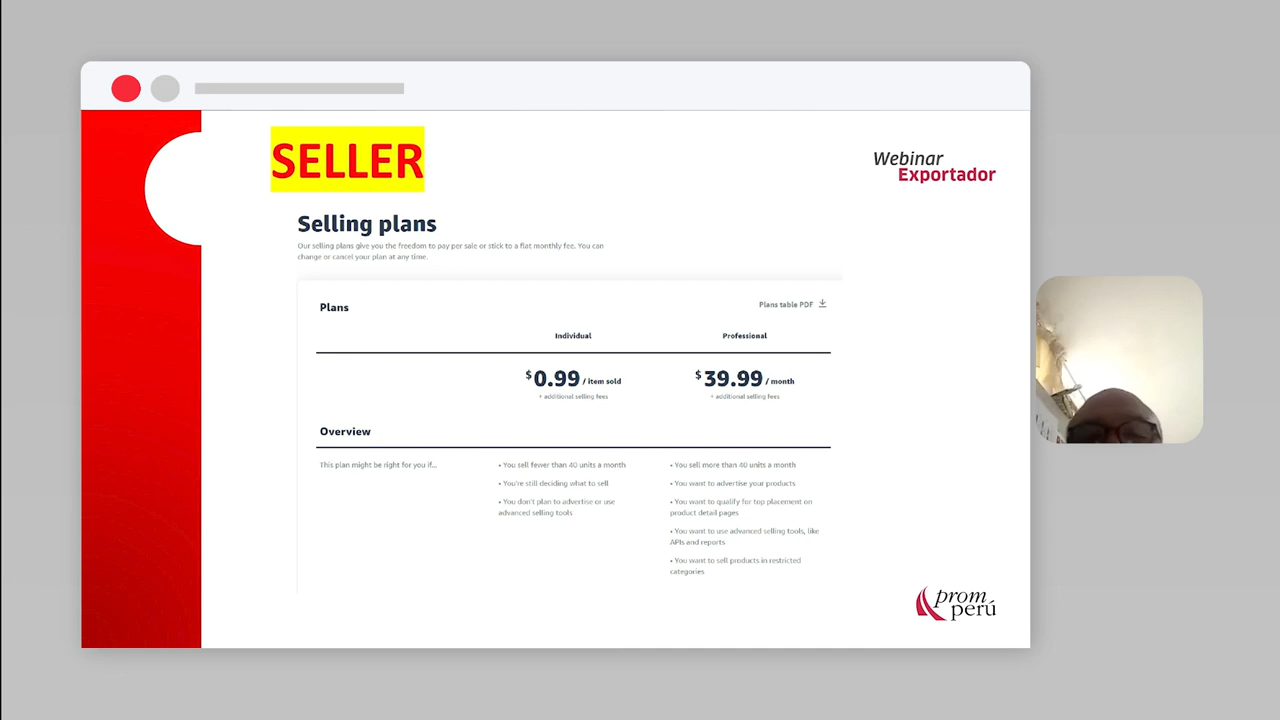 SELLER
Webinar
Exportador
Selling plans
Our selling plans give you the freedom to pay per sale or stick to a flat monthly fee. You can
change or cancel your plan at any time.
Plans
Plans table PDF
Individual
Professional
$0.99 / item sold
+ additional selling fees
$39.99 / month
+ additional selling fees
Overview
This plan might be right for you if...
• You sell fewer than 40 units a month
• You're still deciding what to sell
• You don't plan to advertise or use
advanced selling tools
• You sell more than 40 units a month
• You want to advertise your products
• You want to qualify for top placement on
product detail pages
• You want to use advanced selling tools, like
APIs and reports
• You want to sell products in restricted
categories
prom
perú